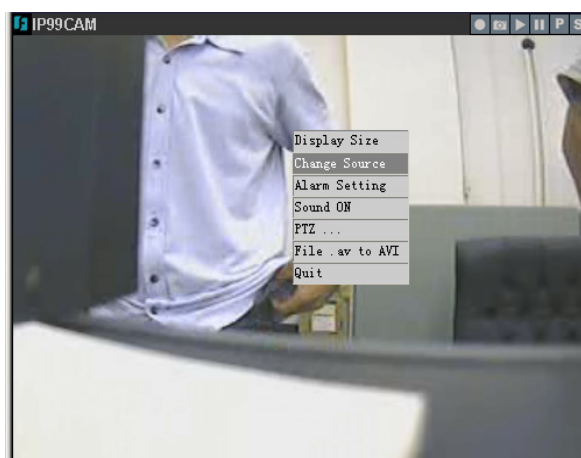 IP99CAM
P S
Display Size
Change Source
Alarm Setting
Sound ON
PTZ ...
File .av to AVI
Quit